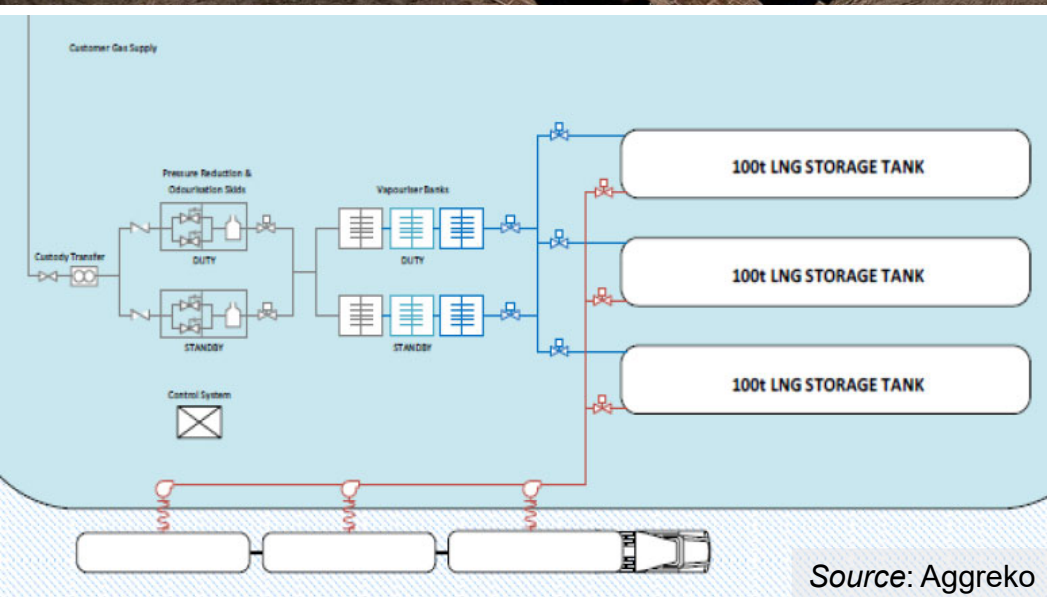 Customer Gas Supply
Pressure Reduction &
Odourisation Skids
Vapouriser Banks
100t LNG STORAGE TANK
Custody Transfer
DUTY
DUTY
100t LNG STORAGE TANK
STANDBY
STANDBY
100t LNG STORAGE TANK
Control System
Source: Aggreko